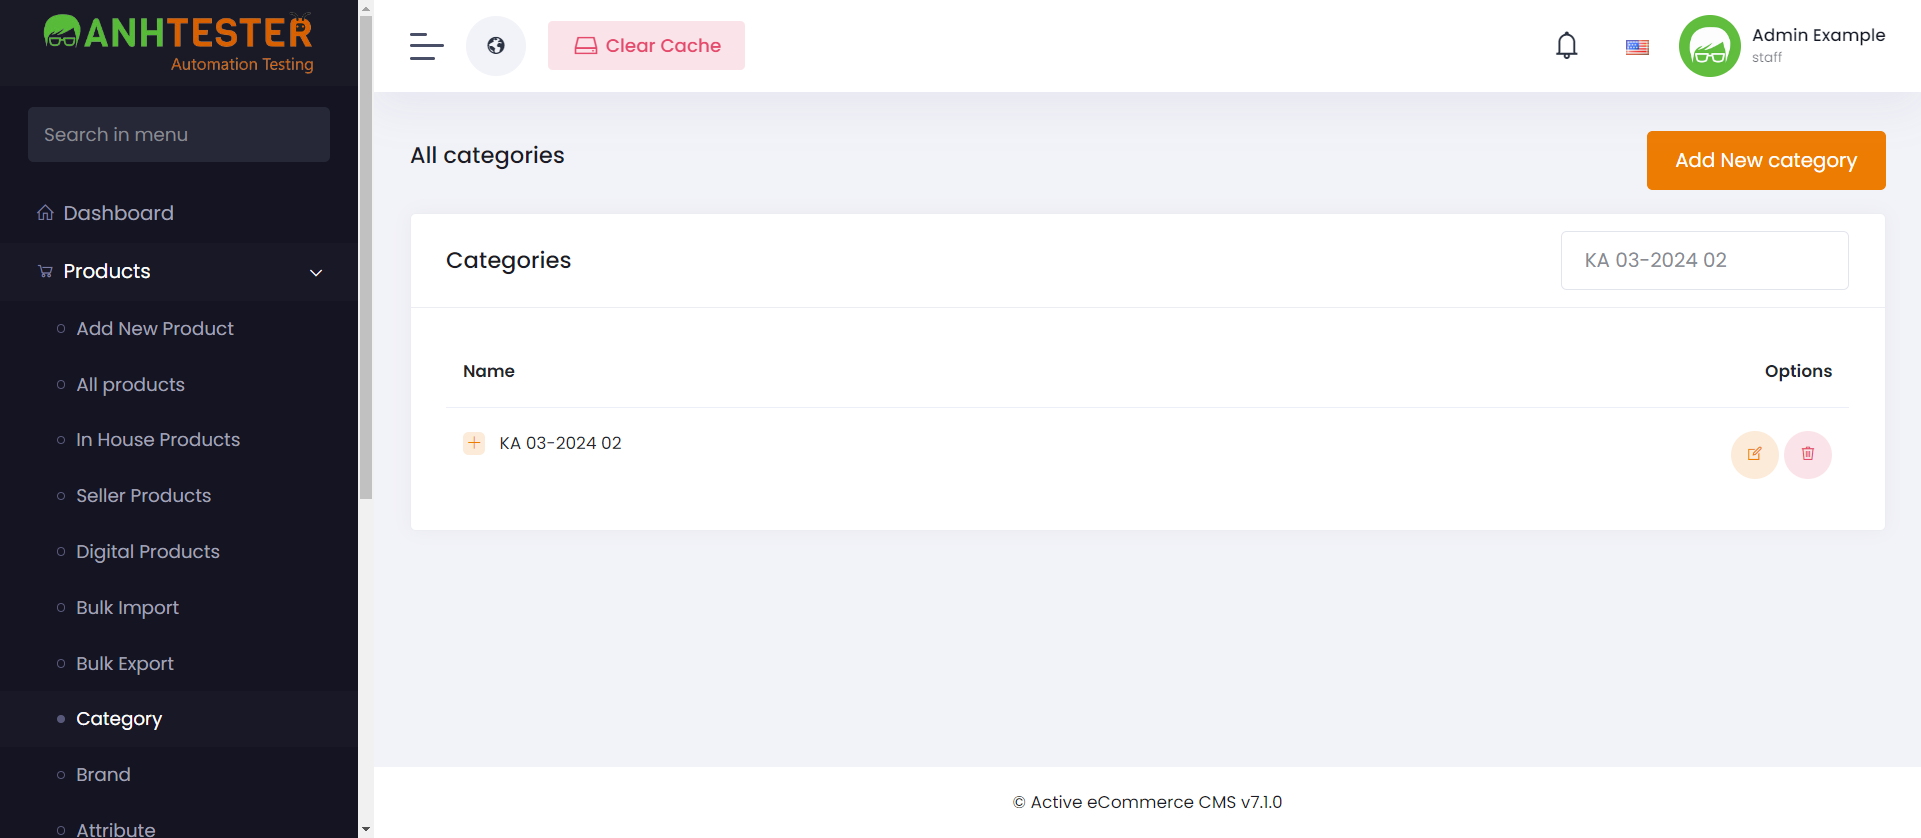 ANHTESTER
Automation Testing
Search in menu
Dashboard
Products
Add New Product
All products
In House Products
Seller Products
Digital Products
Bulk Import
Bulk Export
Category
Brand
Attribute
Clear Cache
Admin Example
staff
All categories
Add New category
Categories
KA 03-2024 02
Name
Options
KA 03-2024 02
© Active eCommerce CMS v7.1.0